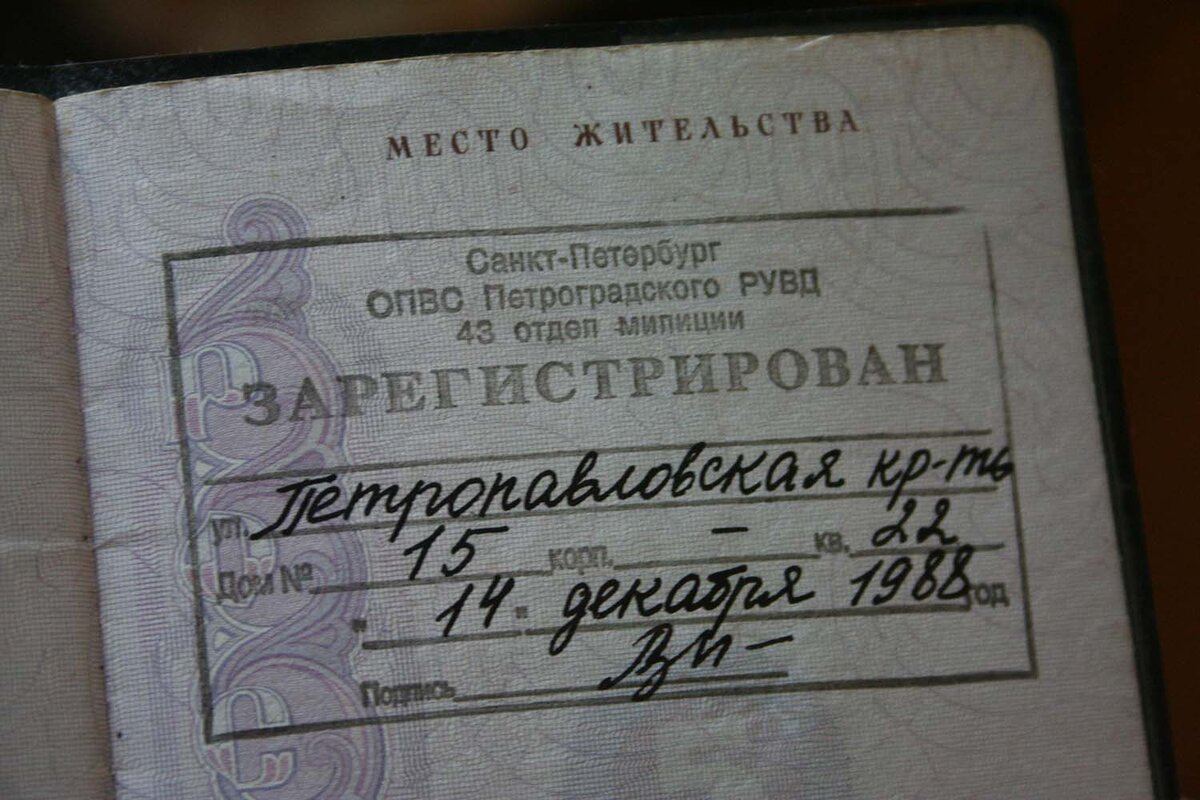 МЕСТО ЖИТЕЛЬСТВА
Санкт-Петербург
ОПВС Петроградского РУВД
43 отдел милиции
ЗАРЕГИСТРИРОВАН
ул. Петропавловская кр-ть
Дом № 15 корп. – кв. 22
" 14 " декабря 1988 год
Подпись